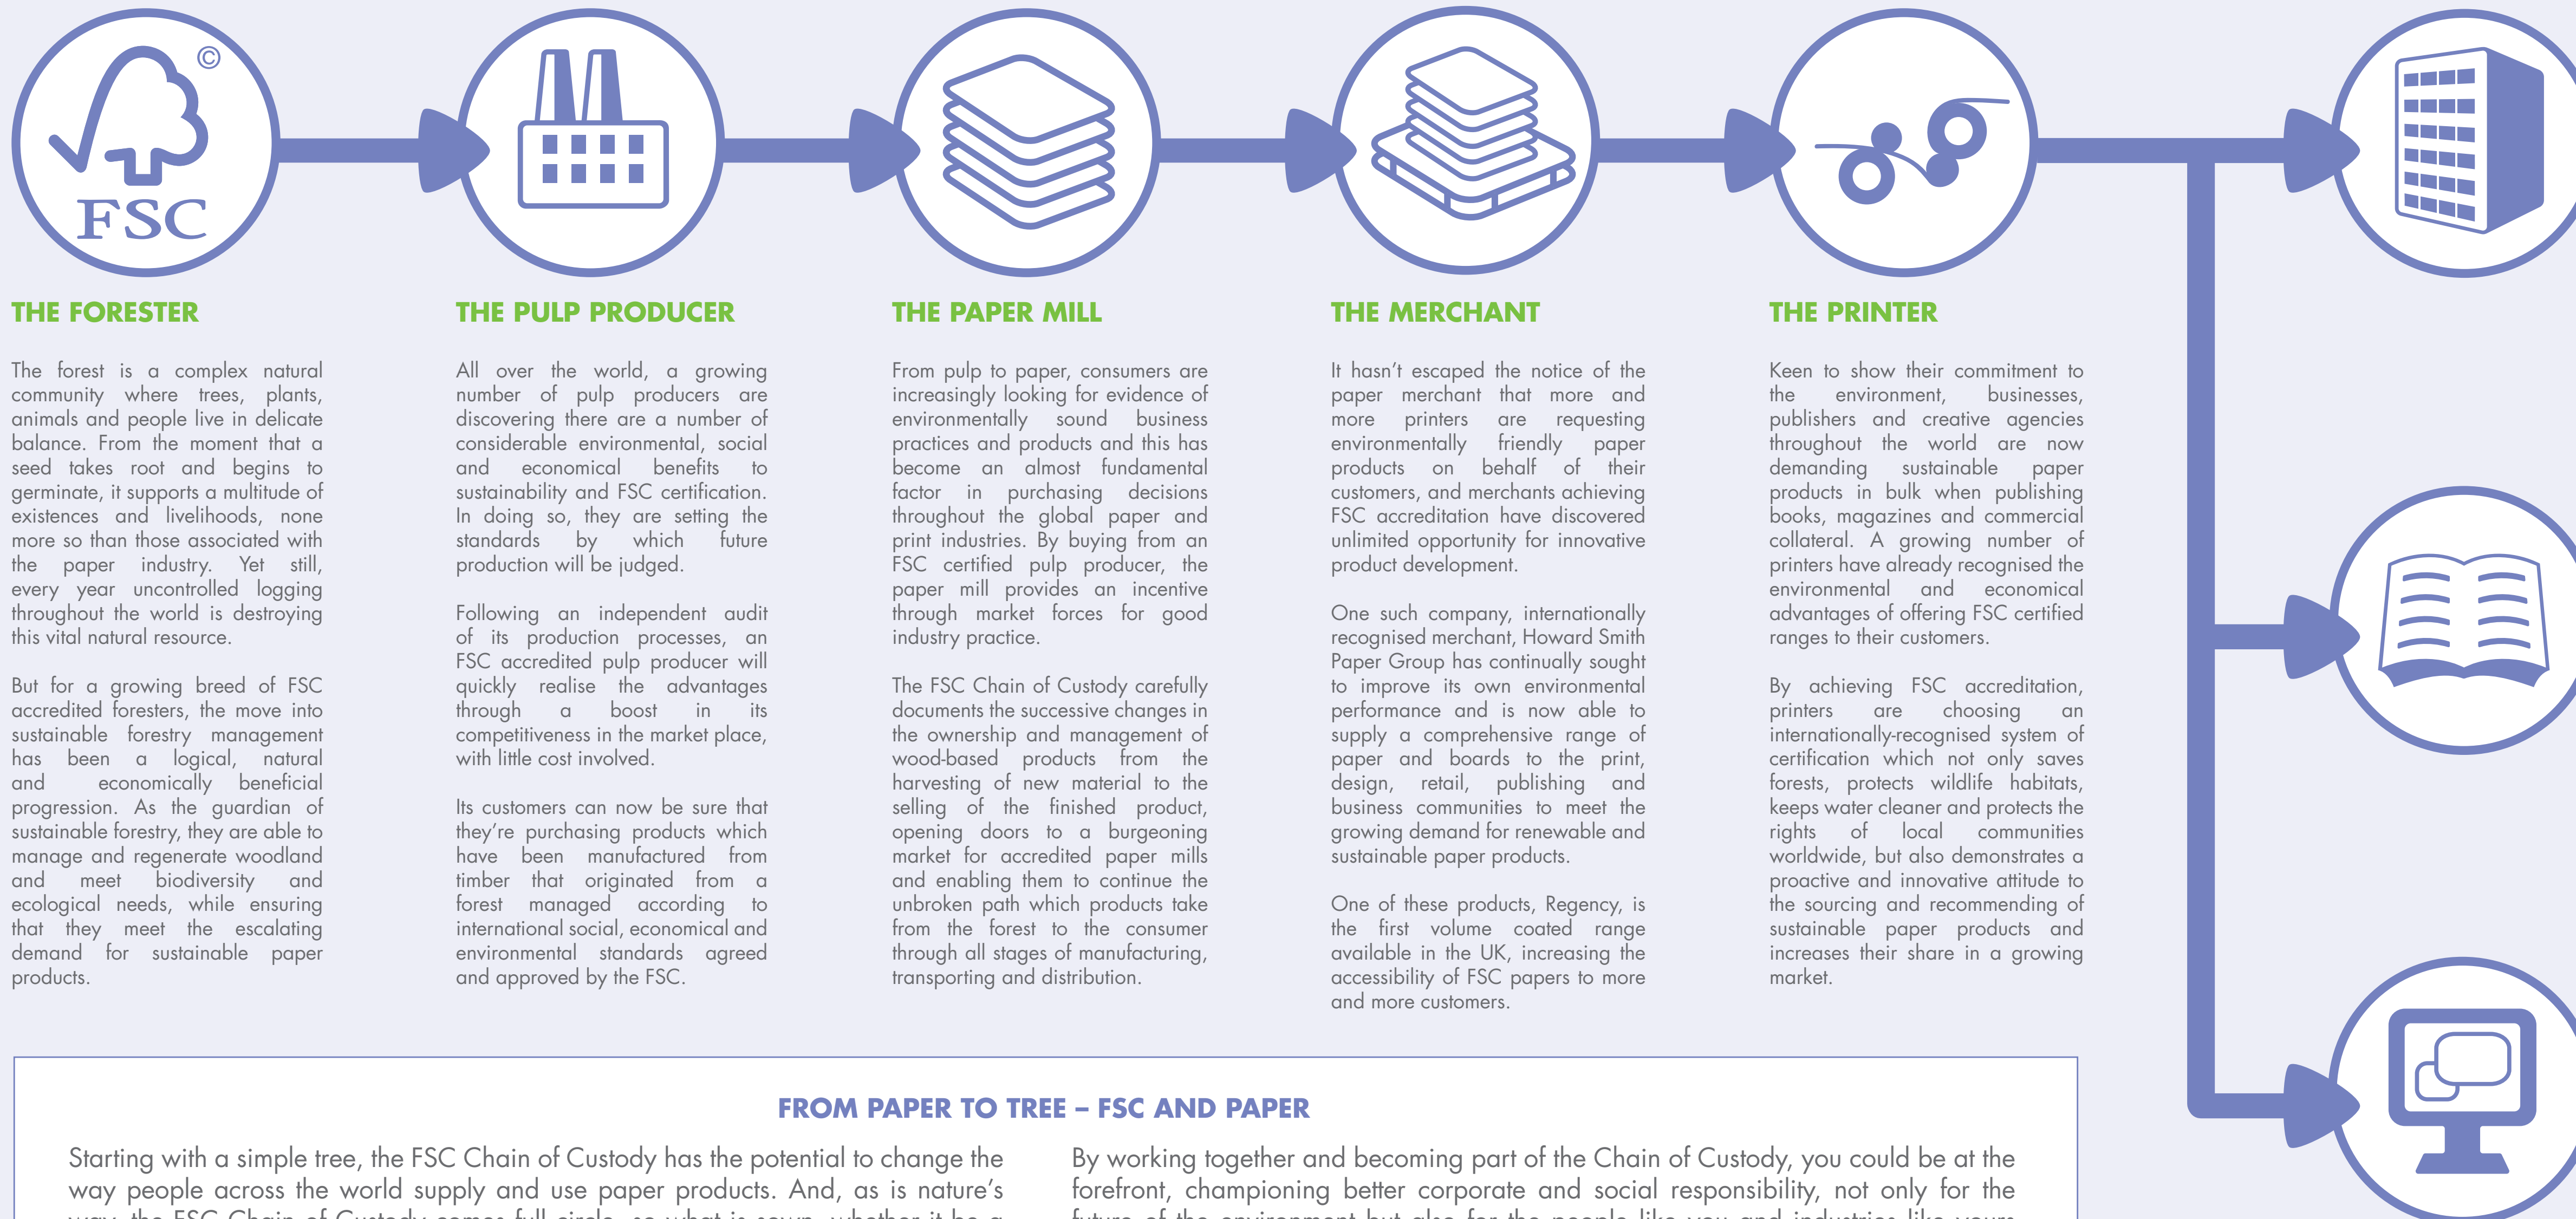 ©
FSC
THE FORESTER
The forest is a complex natural
community where trees, plants,
animals and people live in delicate
balance. From the moment that a
seed takes root and begins to
germinate, it supports a multitude of
existences and livelihoods, none
more so than those associated with
the paper industry. Yet still,
every year uncontrolled logging
throughout the world is destroying
this vital natural resource.
But for a growing breed of FSC
accredited foresters, the move into
sustainable forestry management
has been a logical, natural
and economically beneficial
progression. As the guardian of
sustainable forestry, they are able to
manage and regenerate woodland
and meet biodiversity and
ecological needs, while ensuring
that they meet the escalating
demand for sustainable paper
products.
THE PULP PRODUCER
All over the world, a growing
number of pulp producers are
discovering there are a number of
considerable environmental, social
and economical benefits to
sustainability and FSC certification.
In doing so, they are setting the
standards by which future
production will be judged.
Following an independent audit
of its production processes, an
FSC accredited pulp producer will
quickly realise the advantages
through a boost in its
competitiveness in the market place,
with little cost involved.
Its customers can now be sure that
they're purchasing products which
have been manufactured from
timber that originated from a
forest managed according to
international social, economical and
environmental standards agreed
and approved by the FSC.
THE PAPER MILL
From pulp to paper, consumers are
increasingly looking for evidence of
environmentally sound business
practices and products and this has
become an almost fundamental
factor in purchasing decisions
throughout the global paper and
print industries. By buying from an
FSC certified pulp producer, the
paper mill provides an incentive
through market forces for good
industry practice.
The FSC Chain of Custody carefully
documents the successive changes in
the ownership and management of
wood-based products from the
harvesting of new material to the
selling of the finished product,
opening doors to a burgeoning
market for accredited paper mills
and enabling them to continue the
unbroken path which products take
from the forest to the consumer
through all stages of manufacturing,
transporting and distribution.
THE MERCHANT
It hasn't escaped the notice of the
paper merchant that more and
more printers are requesting
environmentally friendly paper
products on behalf of their
customers, and merchants achieving
FSC accreditation have discovered
unlimited opportunity for innovative
product development.
One such company, internationally
recognised merchant, Howard Smith
Paper Group has continually sought
to improve its own environmental
performance and is now able to
supply a comprehensive range of
paper and boards to the print,
design, retail, publishing and
business communities to meet the
growing demand for renewable and
sustainable paper products.
One of these products, Regency, is
the first volume coated range
available in the UK, increasing the
accessibility of FSC papers to more
and more customers.
THE PRINTER
Keen to show their commitment to
the environment, businesses,
publishers and creative agencies
throughout the world are now
demanding sustainable paper
products in bulk when publishing
books, magazines and commercial
collateral. A growing number of
printers have already recognised the
environmental and economical
advantages of offering FSC certified
ranges to their customers.
By achieving FSC accreditation,
printers are choosing an
internationally-recognised system of
certification which not only saves
forests, protects wildlife habitats,
keeps water cleaner and protects the
rights of local communities
worldwide, but also demonstrates a
proactive and innovative attitude to
the sourcing and recommending of
sustainable paper products and
increases their share in a growing
market.
FROM PAPER TO TREE – FSC AND PAPER
Starting with a simple tree, the FSC Chain of Custody has the potential to change the
way people across the world supply and use paper products. And, as is nature's
way, the FSC Chain of Custody comes full circle, so what is sown, whether it be a
By working together and becoming part of the Chain of Custody, you could be at the
forefront, championing better corporate and social responsibility, not only for the
future of the environment but also for the people like you and industries like yours